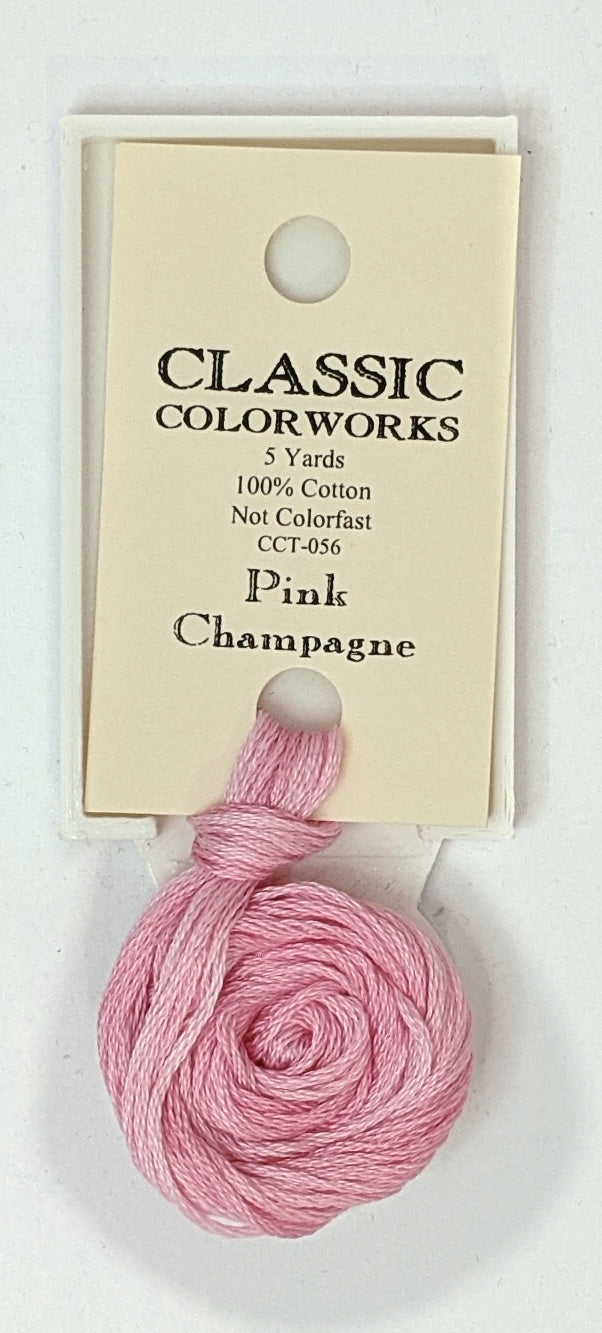 CLASSIC
COLORWORKS
5 Yards
100% Cotton
Not Colorfast
CCT-056
Pink
Champagne